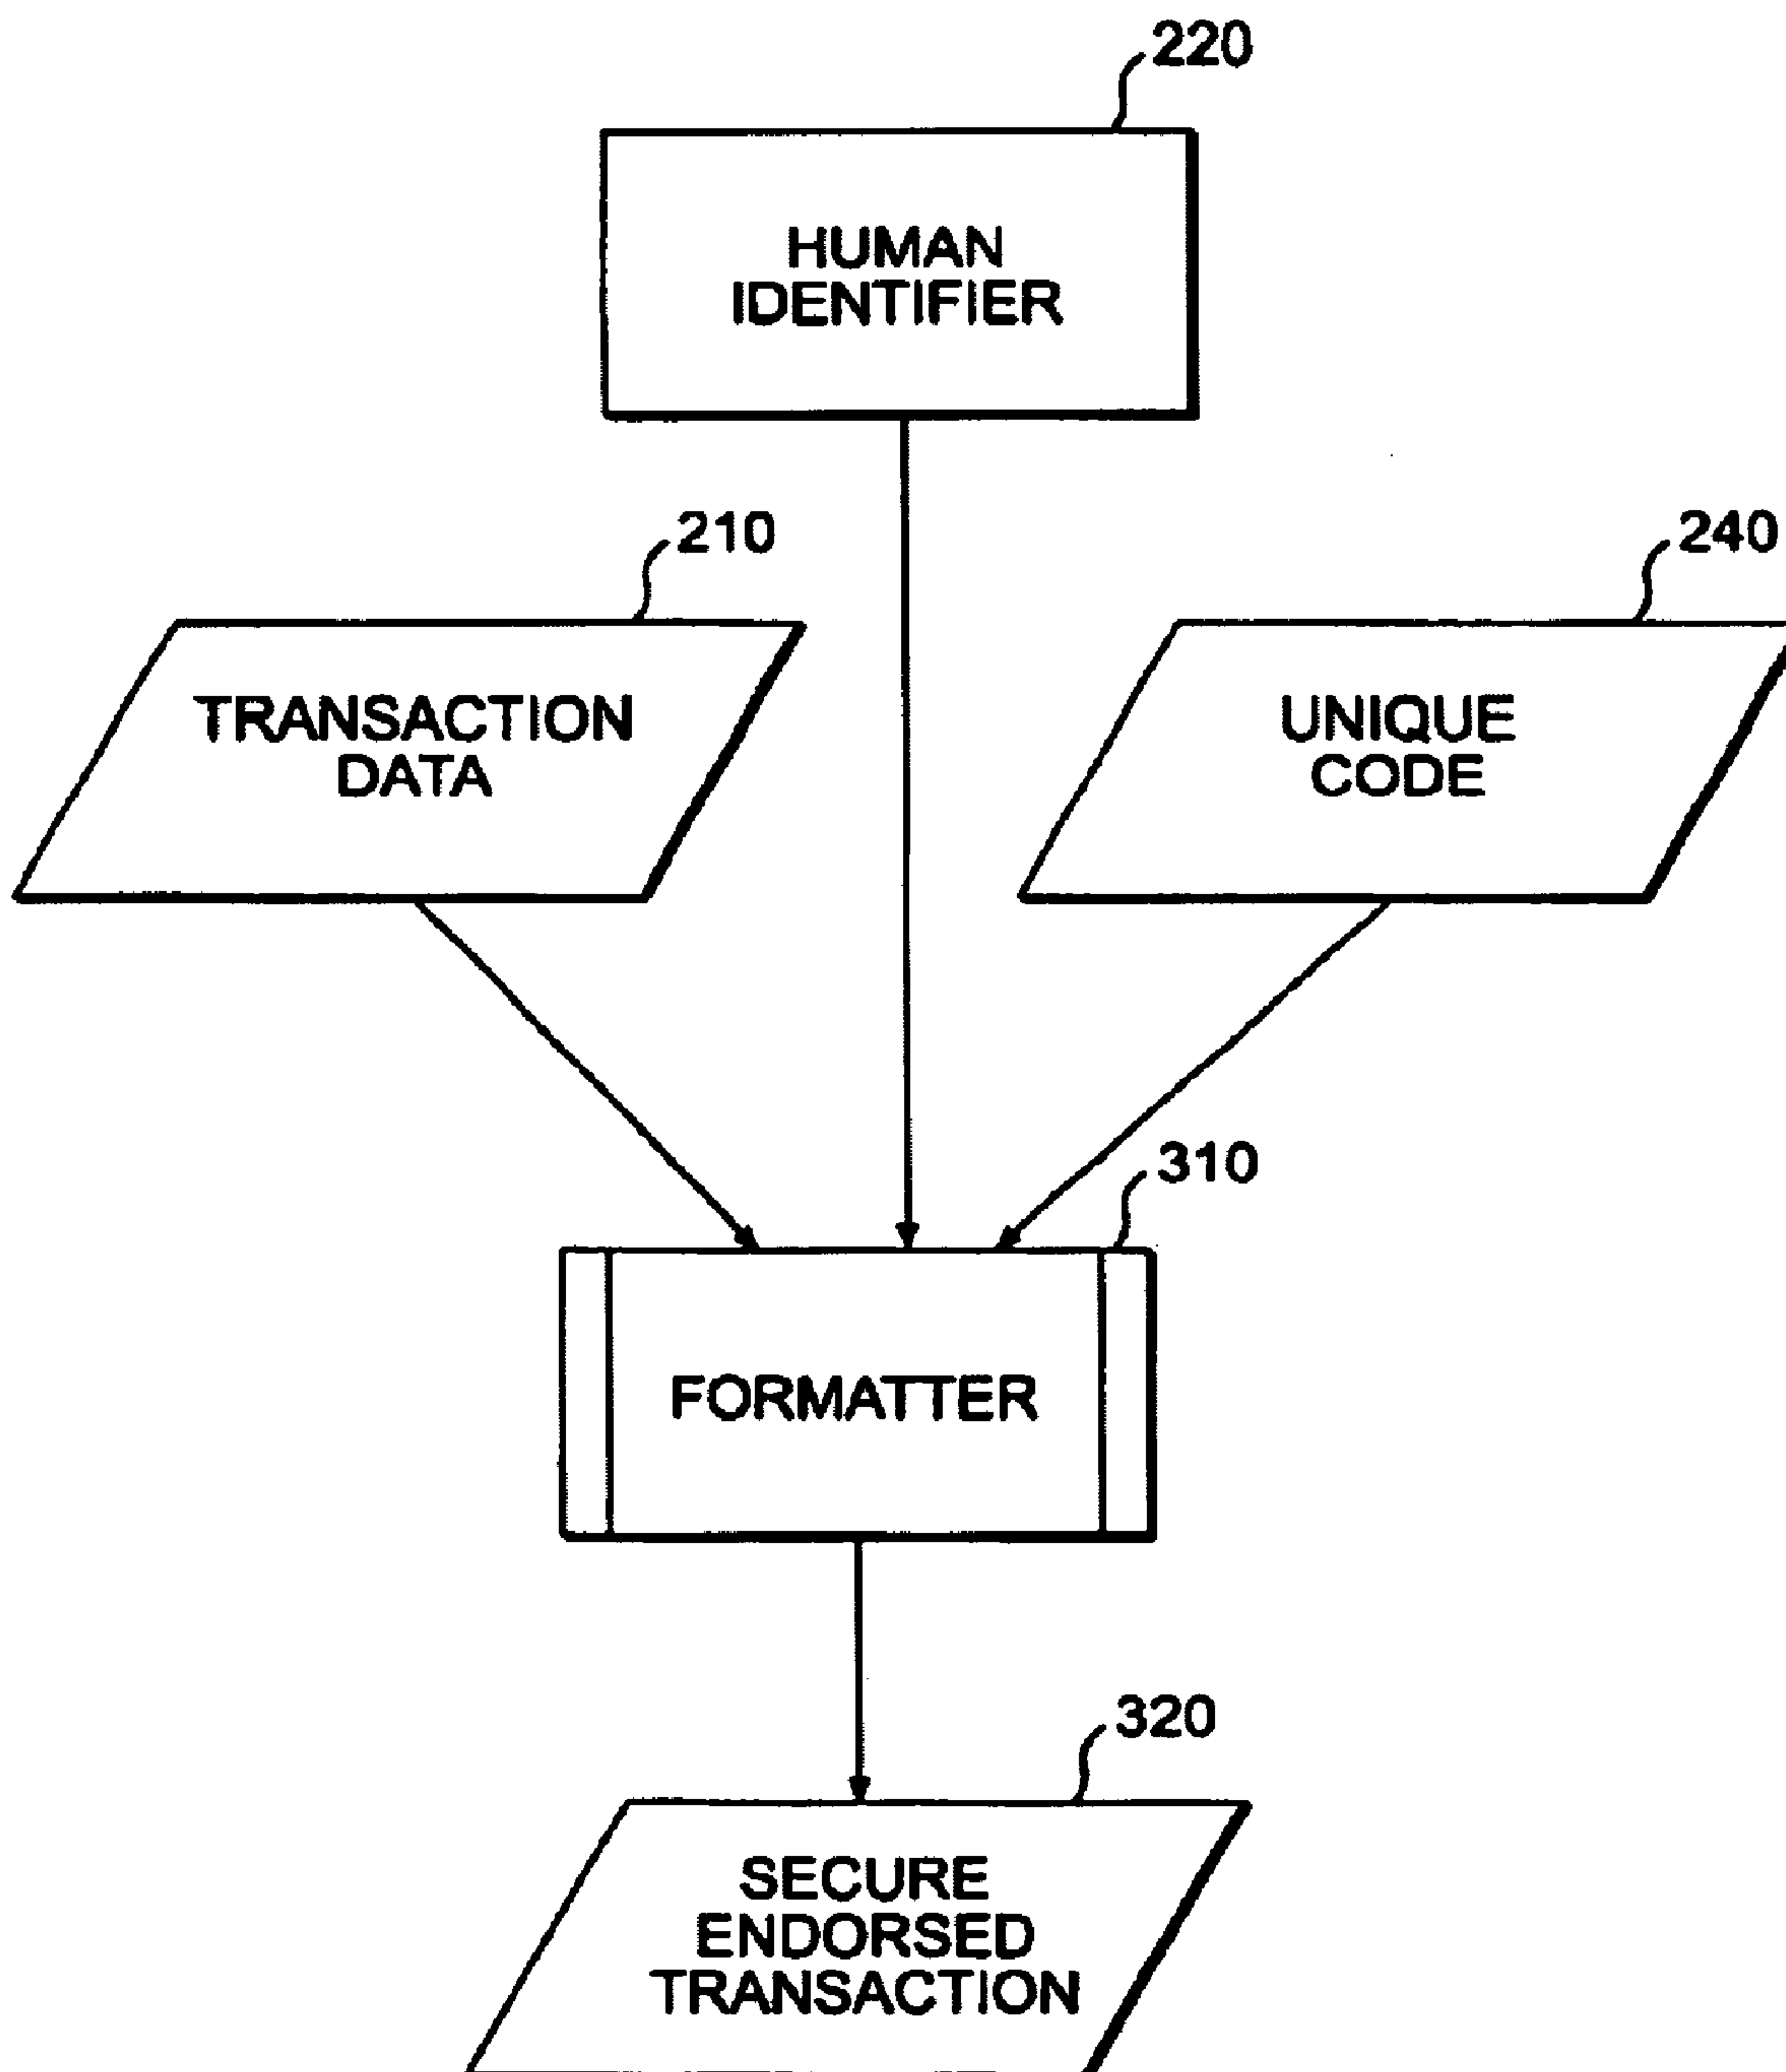 220
HUMAN
IDENTIFIER
210
240
TRANSACTION
DATA
UNIQUE
CODE
310
FORMATTER
320
SECURE
ENDORSED
TRANSACTION